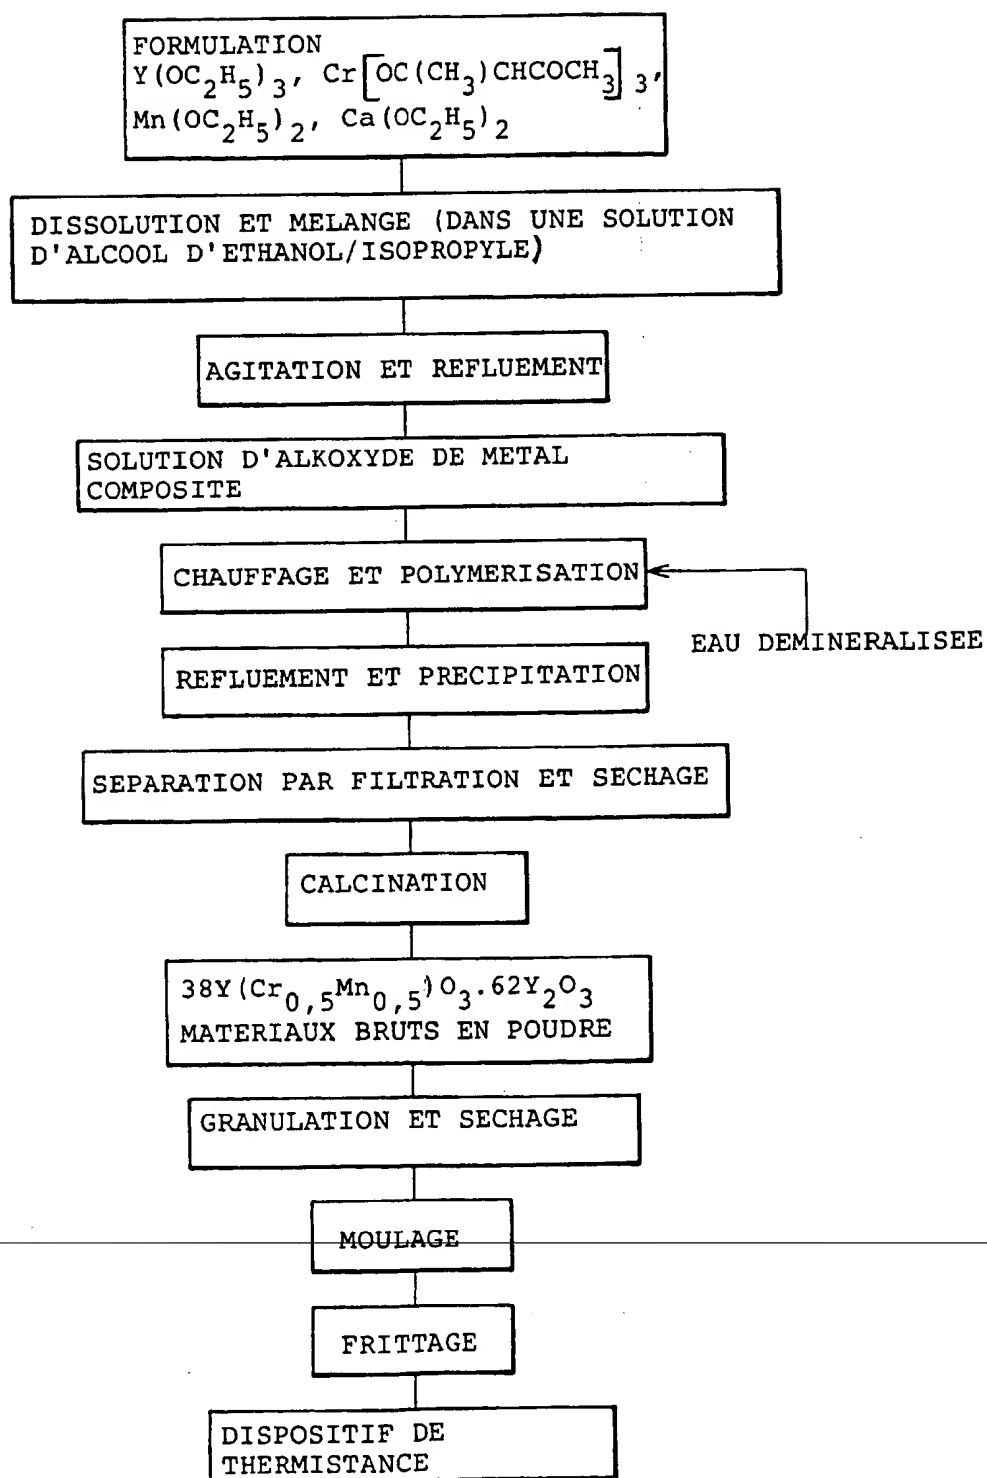 FORMULATION
Y(OC2H5)3, Cr[OC(CH3)CHCOCH3]3,
Mn(OC2H5)2, Ca(OC2H5)2
DISSOLUTION ET MELANGE (DANS UNE SOLUTION
D'ALCOOL D'ETHANOL/ISOPROPYLE)
AGITATION ET REFLUEMENT
SOLUTION D'ALKOXYDE DE METAL
COMPOSITE
CHAUFFAGE ET POLYMERISATION
EAU DEMINERALISEE
REFLUEMENT ET PRECIPITATION
SEPARATION PAR FILTRATION ET SECHAGE
CALCINATION
38Y(Cr0,5Mn0,5)O3.62Y2O3
MATERIAUX BRUTS EN POUDRE
GRANULATION ET SECHAGE
MOULAGE
FRITTAGE
DISPOSITIF DE
THERMISTANCE